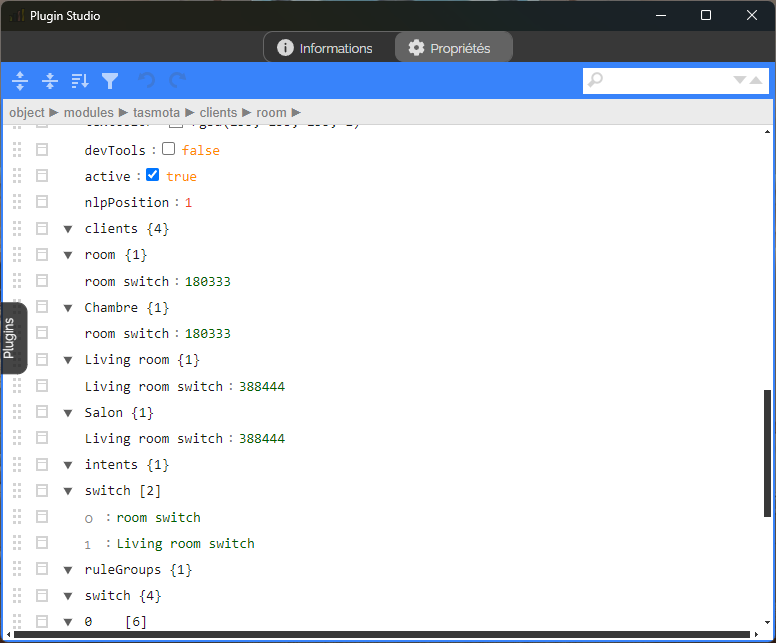 Plugin Studio
Informations
Propriétés
object ▶ modules ▶ tasmota ▶ clients ▶ room ▶
devTools : false
active : true
nlpPosition : 1
clients {4}
room {1}
room switch : 180333
Chambre {1}
room switch : 180333
Living room {1}
Living room switch : 388444
Salon {1}
Living room switch : 388444
intents {1}
switch [2]
0 : room switch
1 : Living room switch
ruleGroups {1}
switch {4}
0 [6]
Plugins